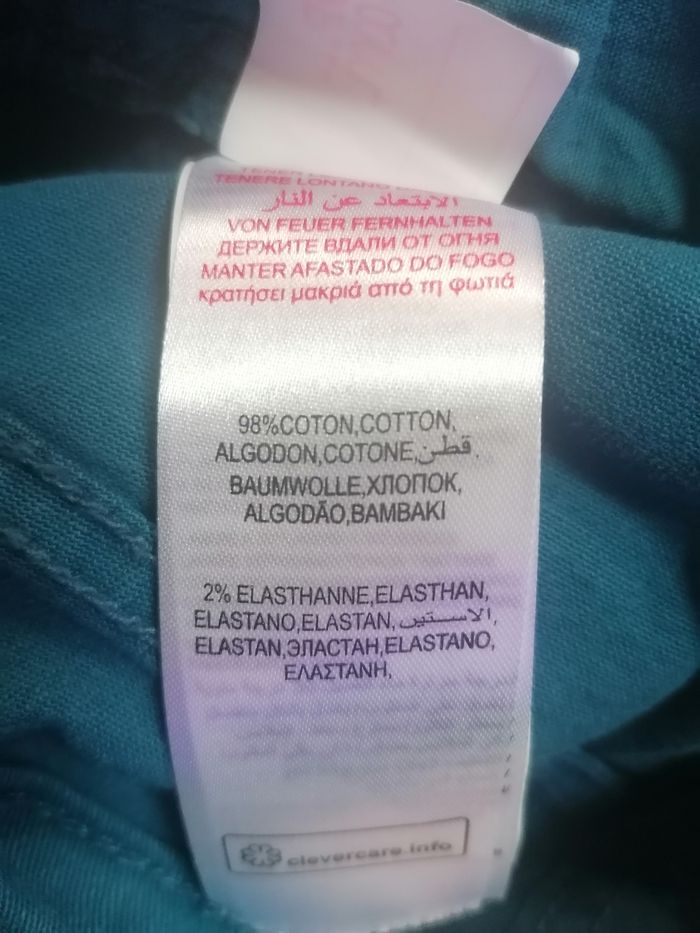 TENERE LONTANO
الابتعاد عن النار
VON FEUER FERNHALTEN
ДЕРЖИТЕ ВДАЛИ ОТ ОГНЯ
MANTER AFASTADO DO FOGO
κρατήσει μακριά από τη φωτιά
98%COTON,COTTON,
ALGODON,COTONE,قطن,
BAUMWOLLE,ХЛОПОК,
ALGODÃO,BAMBAKI
2% ELASTHANNE,ELASTHAN,
ELASTANO,ELASTAN,الاستين,
ELASTAN,ЭЛАСТАН,ELASTANO,
ΕΛΑΣΤΑΝΗ,
clevercare.info